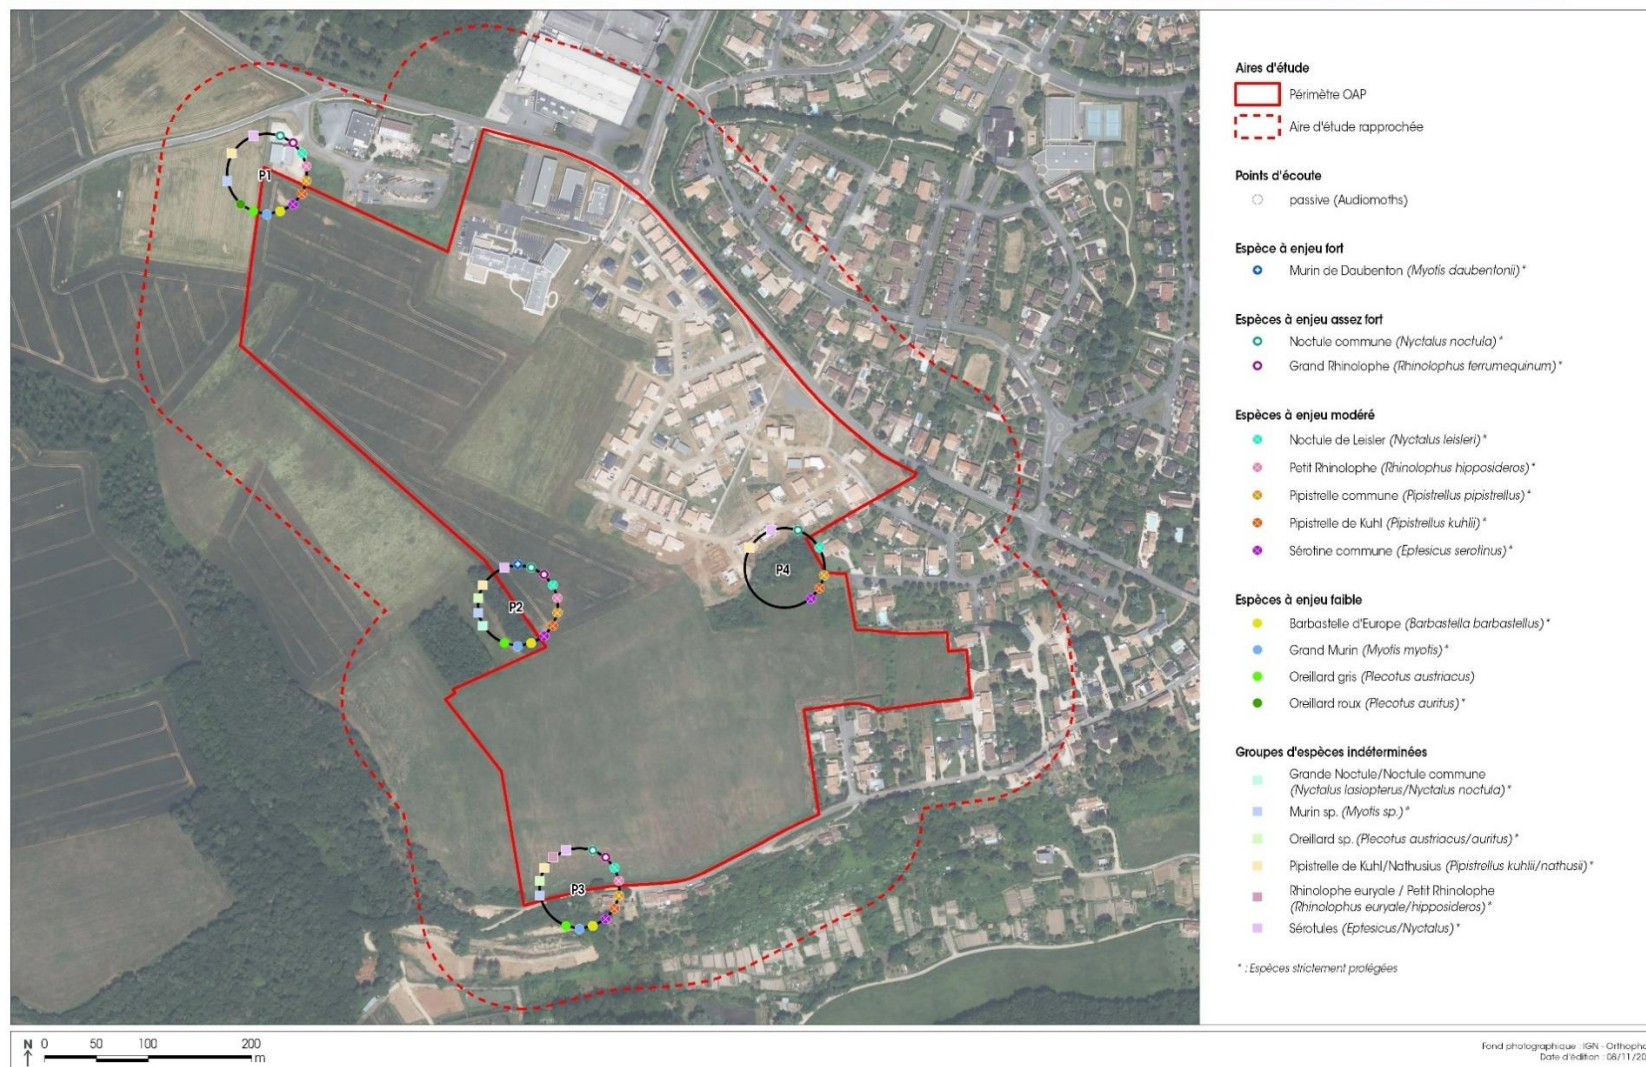 Aires d'étude
Périmètre OAP
Aire d'étude rapprochée
Points d'écoute
passive (Audiomoths)
Espèce à enjeu fort
Murin de Daubenton (Myotis daubentonii)*
Espèces à enjeu assez fort
Noctule commune (Nyctalus noctula)*
Grand Rhinolophe (Rhinolophus ferrumequinum)*
Espèces à enjeu modéré
Noctule de Leisler (Nyctalus leisleri)*
Petit Rhinolophe (Rhinolophus hipposideros)*
Pipistrelle commune (Pipistrellus pipistrellus)*
Pipistrelle de Kuhl (Pipistrellus kuhlii)*
Sérotine commune (Eptesicus serotinus)*
Espèces à enjeu faible
Barbastelle d'Europe (Barbastella barbastellus)*
Grand Murin (Myotis myotis)*
Oreillard gris (Plecotus austriacus)
Oreillard roux (Plecotus auritus)*
Groupes d'espèces indéterminées
Grande Noctule/Noctule commune
(Nyctalus lasiopterus/Nyctalus noctula)*
Murin sp. (Myotis sp.)*
Oreillard sp. (Plecotus austriacus/auritus)*
Pipistrelle de Kuhl/Nathusius (Pipistrellus kuhlii/nathusii)*
Rhinolophe euryale / Petit Rhinolophe
(Rhinolophus euryale/hipposideros)*
Sérotules (Eptesicus/Nyctalus)*
* : Espèces strictement protégées
P1
P2
P4
P3
N 0 50 100 200
m
Fond photographique : IGN - Orthopho
Date d'édition : 08/11/20